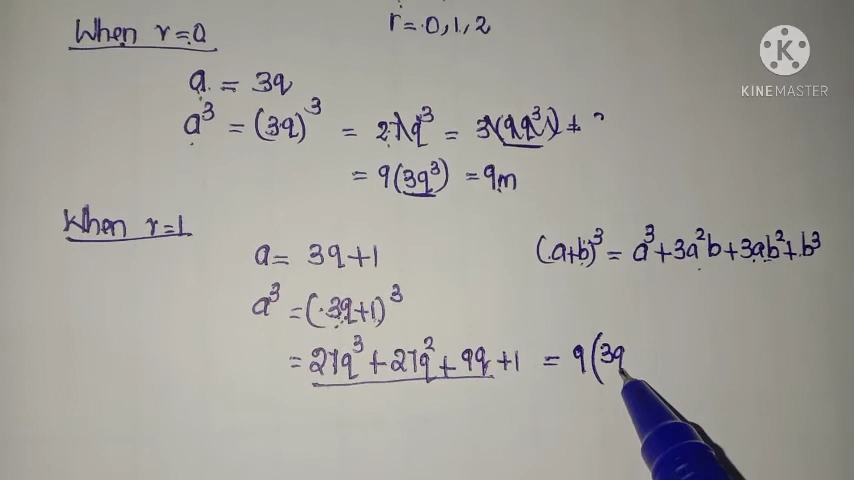 When r=0
r=0,1,2
KINEMASTER
a = 3q
a³ = (3q)³ = 27q³ = 3(9q³) +
= 9(3q³) = 9m
When r=1
a= 3q+1
(a+b)³ = a³+3a²b+3ab²+b³
a³ = (3q+1)³
= 27q³+27q²+9q+1 = 9(3q